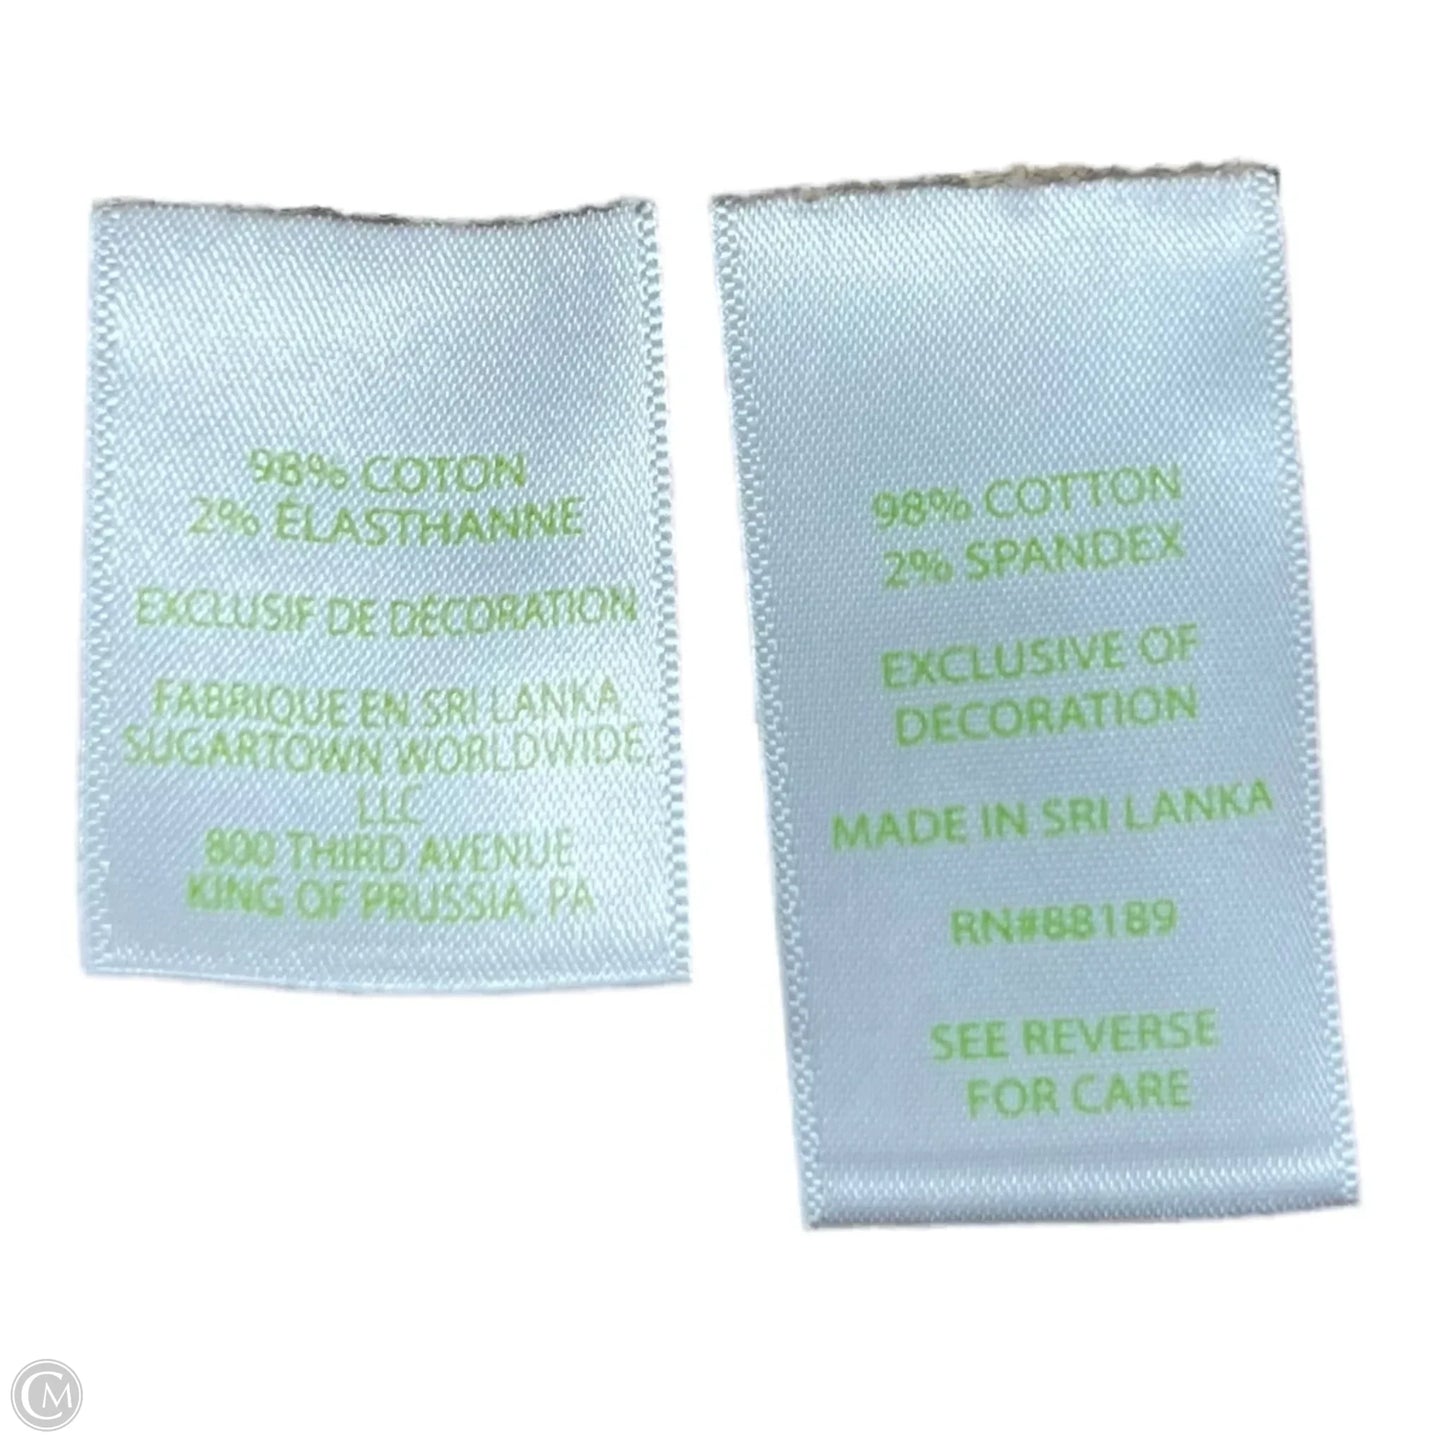 98% COTON
2% ÉLASTHANNE
EXCLUSIF DE DÉCORATION
FABRIQUE EN SRI LANKA
SUGARTOWN WORLDWIDE,
LLC
800 THIRD AVENUE
KING OF PRUSSIA, PA
98% COTTON
2% SPANDEX
EXCLUSIVE OF
DECORATION
MADE IN SRI LANKA
RN#88189
SEE REVERSE
FOR CARE
CM